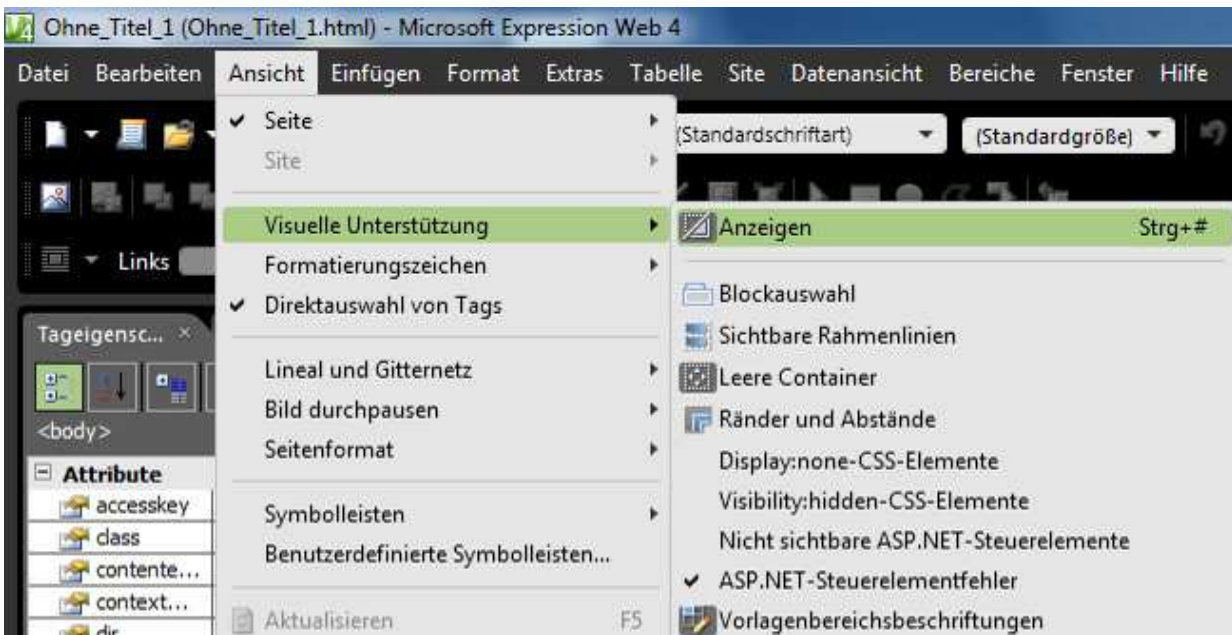 Ohne_Titel_1 (Ohne_Titel_1.html) - Microsoft Expression Web 4
Datei Bearbeiten Ansicht Einfügen Format Extras Tabelle Site Datenansicht Bereiche Fenster Hilfe
(Standardschriftart) (Standardgröße)
Links
Tageigensc...
<body>
Attribute
accesskey
class
contente...
context...
dir
Seite
Site
Visuelle Unterstützung
Formatierungszeichen
Direktauswahl von Tags
Lineal und Gitternetz
Bild durchpausen
Seitenformat
Symbolleisten
Benutzerdefinierte Symbolleisten...
Aktualisieren F5
Anzeigen Strg+#
Blockauswahl
Sichtbare Rahmenlinien
Leere Container
Ränder und Abstände
Display:none-CSS-Elemente
Visibility:hidden-CSS-Elemente
Nicht sichtbare ASP.NET-Steuerelemente
ASP.NET-Steuerelementfehler
Vorlagenbereichsbeschriftungen